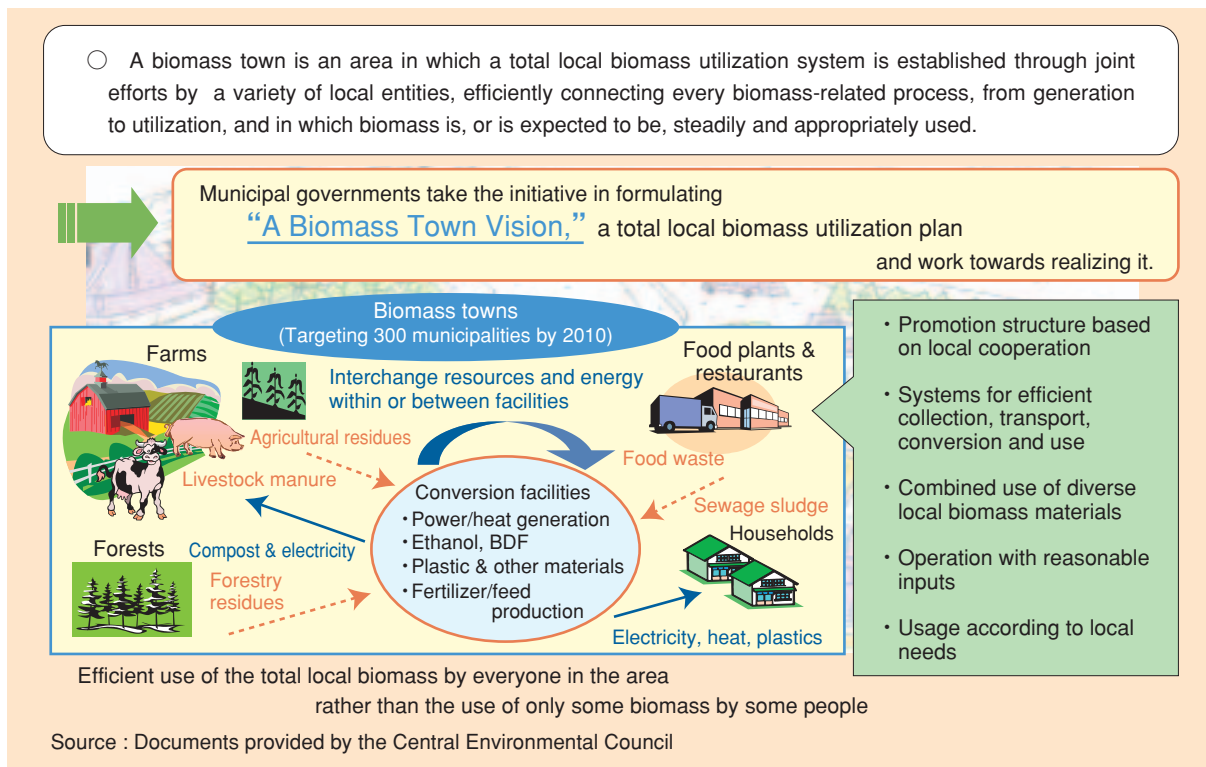 ○ A biomass town is an area in which a total local biomass utilization system is established through joint
efforts by a variety of local entities, efficiently connecting every biomass-related process, from generation
to utilization, and in which biomass is, or is expected to be, steadily and appropriately used.
Municipal governments take the initiative in formulating
“A Biomass Town Vision,” a total local biomass utilization plan
and work towards realizing it.
Biomass towns
(Targeting 300 municipalities by 2010)
Farms
Interchange resources and energy
within or between facilities
Food plants &
restaurants
Agricultural residues
Livestock manure
Food waste
Sewage sludge
Households
Conversion facilities
・Power/heat generation
・Ethanol, BDF
・Plastic & other materials
・Fertilizer/feed
production
Compost & electricity
Forests
Forestry
residues
Electricity, heat, plastics
・Promotion structure based
on local cooperation
・Systems for efficient
collection, transport,
conversion and use
・Combined use of diverse
local biomass materials
・Operation with reasonable
inputs
・Usage according to local
needs
Efficient use of the total local biomass by everyone in the area
rather than the use of only some biomass by some people
Source : Documents provided by the Central Environmental Council